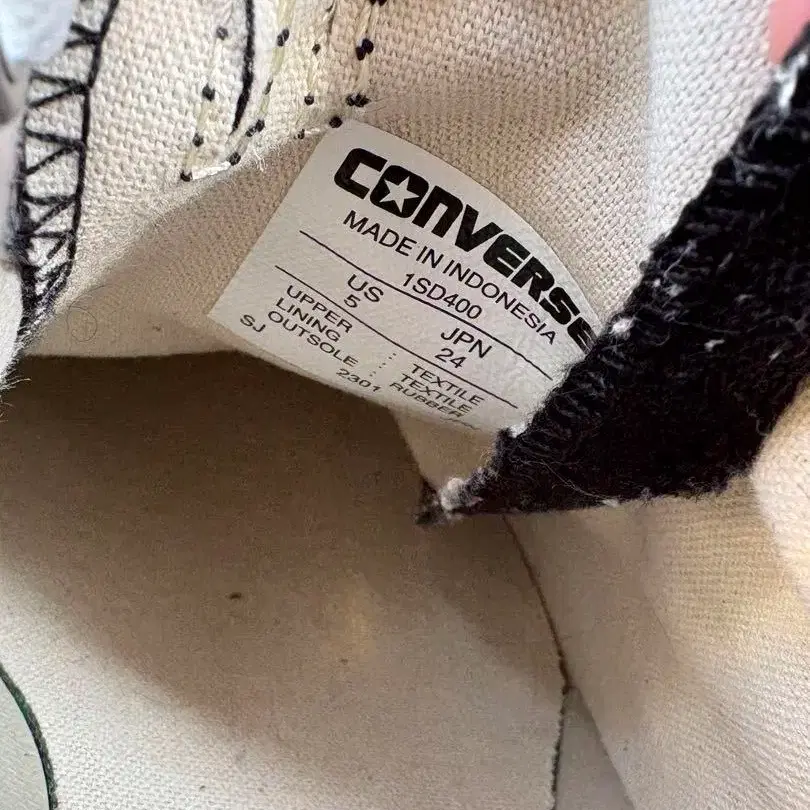 CONVERSE
MADE IN INDONESIA
1SD400
US JPN
5 24
UPPER : TEXTILE
LINING : TEXTILE
OUTSOLE : RUBBER
SJ 2301